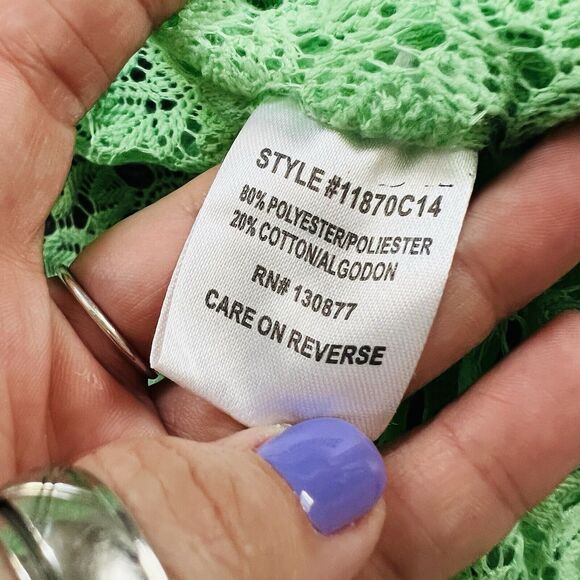 STYLE #11870C14
80% POLYESTER/POLIESTER
20% COTTON/ALGODON
RN# 130877
CARE ON REVERSE